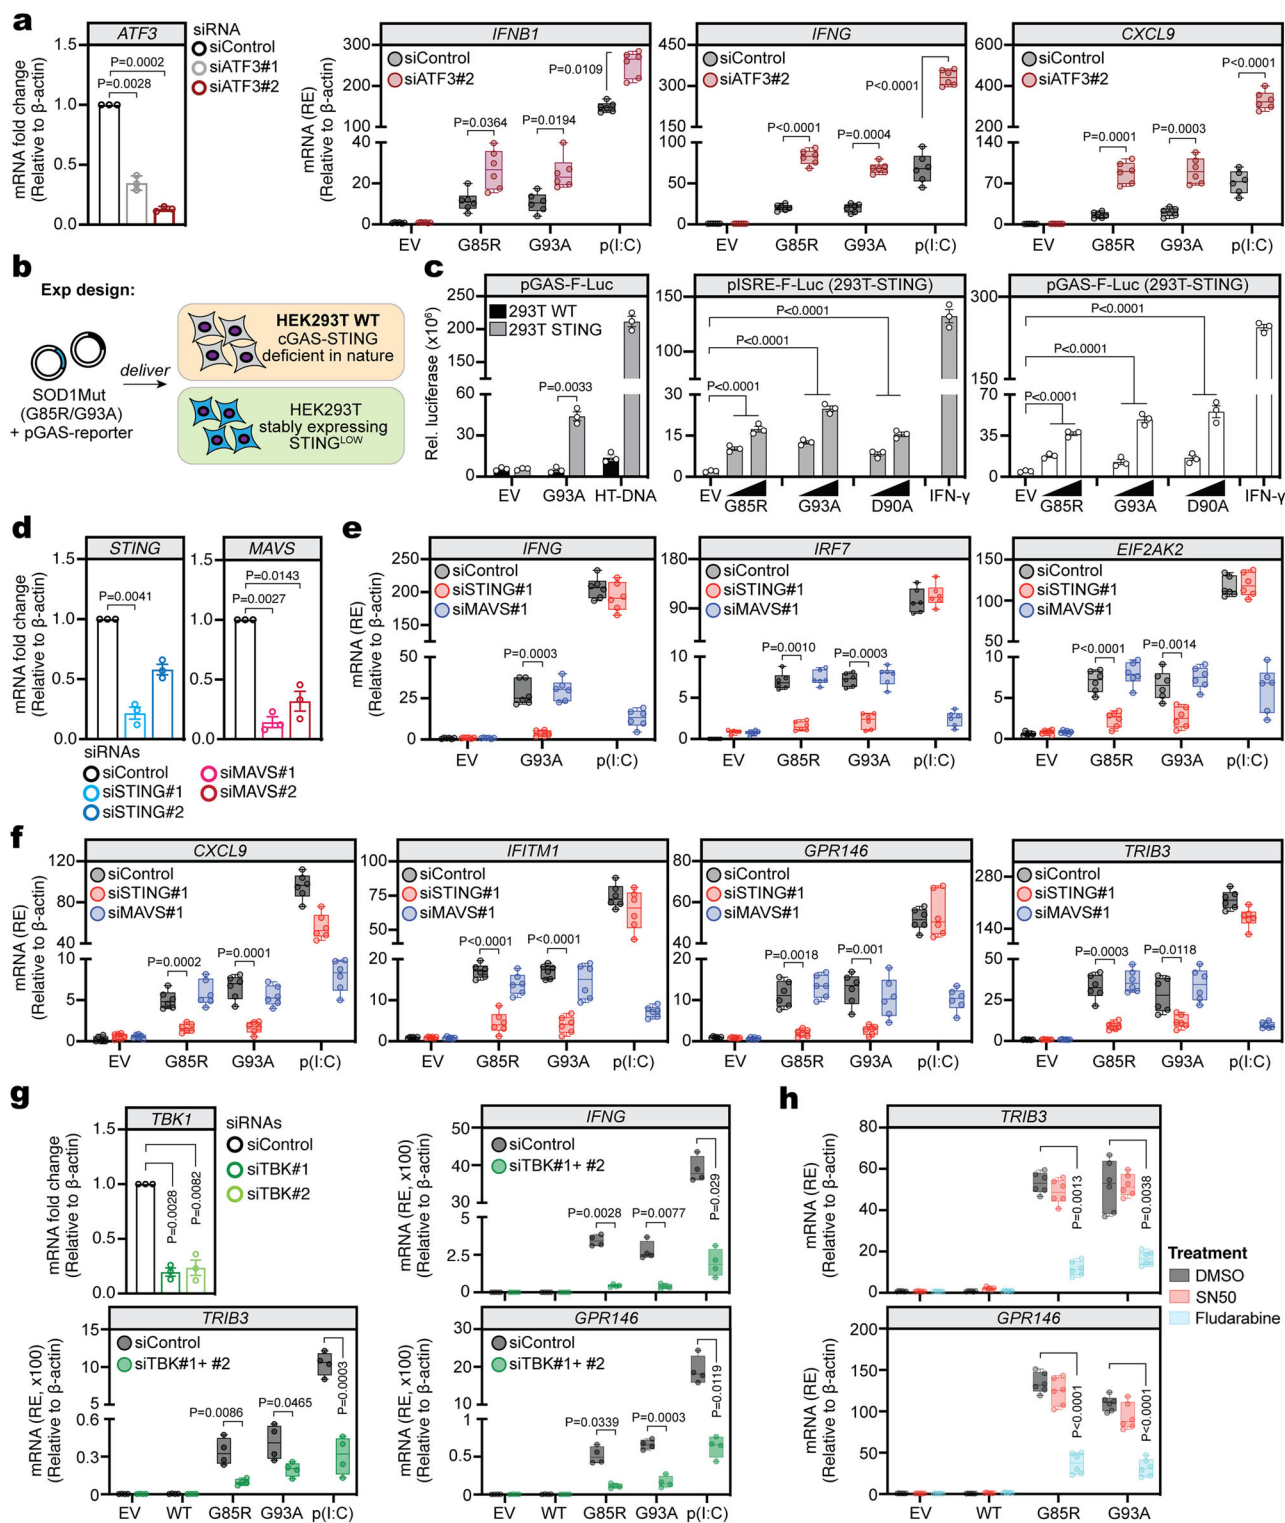 a
ATF3
siRNA
siControl
siATF3#1
siATF3#2
mRNA fold change
(Relative to β-actin)
1.5
1.0
0.5
0.0
P=0.0002
P=0.0028
IFNB1
siControl
siATF3#2
mRNA (RE)
(Relative to β-actin)
300
200
100
40
20
0
P=0.0364
P=0.0194
P=0.0109
EV
G85R
G93A
p(I:C)
IFNG
siControl
siATF3#2
450
300
150
100
50
0
P<0.0001
P=0.0004
P<0.0001
EV
G85R
G93A
p(I:C)
CXCL9
siControl
siATF3#2
600
400
200
140
70
0
P=0.0001
P=0.0003
P<0.0001
EV
G85R
G93A
p(I:C)
b
Exp design:
SOD1Mut
(G85R/G93A)
+ pGAS-reporter
deliver
HEK293T WT
cGAS-STING
deficient in nature
HEK293T
stably expressing
STINGLOW
c
pGAS-F-Luc
293T WT
293T STING
Rel. luciferase (x10⁶)
250
200
150
100
60
30
0
P=0.0033
EV
G93A
HT-DNA
pISRE-F-Luc (293T-STING)
150
100
30
15
0
P<0.0001
P<0.0001
P<0.0001
EV
G85R
G93A
D90A
IFN-γ
pGAS-F-Luc (293T-STING)
300
150
70
35
0
P<0.0001
P<0.0001
P<0.0001
EV
G85R
G93A
D90A
IFN-γ
d
STING
mRNA fold change
(Relative to β-actin)
1.5
1.0
0.5
0.0
P=0.0041
MAVS
1.5
1.0
0.5
0.0
P=0.0143
P=0.0027
siRNAs
siControl
siSTING#1
siSTING#2
siMAVS#1
siMAVS#2
e
IFNG
siControl
siSTING#1
siMAVS#1
mRNA (RE)
(Relative to β-actin)
250
200
150
50
25
0
P=0.0003
EV
G93A
p(I:C)
IRF7
siControl
siSTING#1
siMAVS#1
180
90
10
5
0
P=0.0010
P=0.0003
EV
G85R
G93A
p(I:C)
EIF2AK2
siControl
siSTING#1
siMAVS#1
150
100
50
10
5
0
P<0.0001
P=0.0014
EV
G85R
G93A
p(I:C)
f
CXCL9
siControl
siSTING#1
siMAVS#1
mRNA (RE)
(Relative to β-actin)
120
80
40
10
5
0
P=0.0002
P=0.0001
EV
G85R
G93A
p(I:C)
IFITM1
siControl
siSTING#1
siMAVS#1
100
75
50
20
10
0
P<0.0001
P<0.0001
EV
G85R
G93A
p(I:C)
GPR146
siControl
siSTING#1
siMAVS#1
80
60
40
20
10
0
P=0.0018
P=0.001
EV
G85R
G93A
p(I:C)
TRIB3
siControl
siSTING#1
siMAVS#1
280
140
50
25
0
P=0.0003
P=0.0118
EV
G85R
G93A
p(I:C)
g
TBK1
siRNAs
siControl
siTBK#1
siTBK#2
mRNA fold change
(Relative to β-actin)
1.5
1.0
0.5
0.0
P=0.0028
P=0.0082
IFNG
siControl
siTBK#1+ #2
mRNA (RE, x100)
(Relative to β-actin)
50
40
30
5
2.5
0
P=0.0028
P=0.0077
P=0.029
EV
WT
G85R
G93A
p(I:C)
TRIB3
siControl
siTBK#1+ #2
mRNA (RE, x100)
(Relative to β-actin)
15
10
5
0.6
0.3
0
P=0.0086
P=0.0465
P=0.0003
EV
WT
G85R
G93A
p(I:C)
GPR146
siControl
siTBK#1+ #2
mRNA (RE, x100)
(Relative to β-actin)
30
20
10
1
0.5
0
P=0.0339
P=0.0003
P=0.0119
EV
WT
G85R
G93A
p(I:C)
h
TRIB3
mRNA (RE)
(Relative to β-actin)
80
60
40
20
0
P=0.0013
P=0.0038
Treatment
DMSO
SN50
Fludarabine
GPR146
mRNA (RE)
(Relative to β-actin)
200
150
100
50
0
P<0.0001
P<0.0001
EV
WT
G85R
G93A